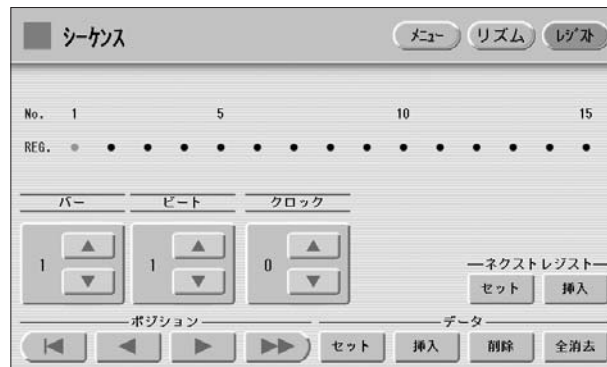 シーケンス メニュー リズム レジスト
No. 1 5 10 15
REG.
バー ビート クロック
1 1 0
ネクストレジスト
セット 挿入
ポジション データ
セット 挿入 削除 全消去